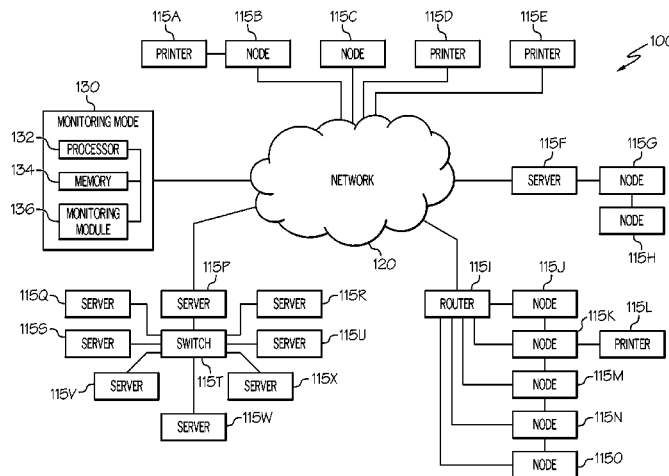 115A
115B
115C
115D
115E
100
PRINTER
NODE
NODE
PRINTER
PRINTER
130
MONITORING MODE
132
PROCESSOR
134
MEMORY
136
MONITORING
MODULE
NETWORK
120
115F
115G
SERVER
NODE
NODE
115H
115P
115Q
SERVER
SERVER
SERVER
115R
115S
SERVER
SWITCH
SERVER
115U
115T
115V
SERVER
SERVER
115X
SERVER
115W
115I
115J
ROUTER
NODE
115K
115L
NODE
PRINTER
NODE
115M
NODE
115N
NODE
115O